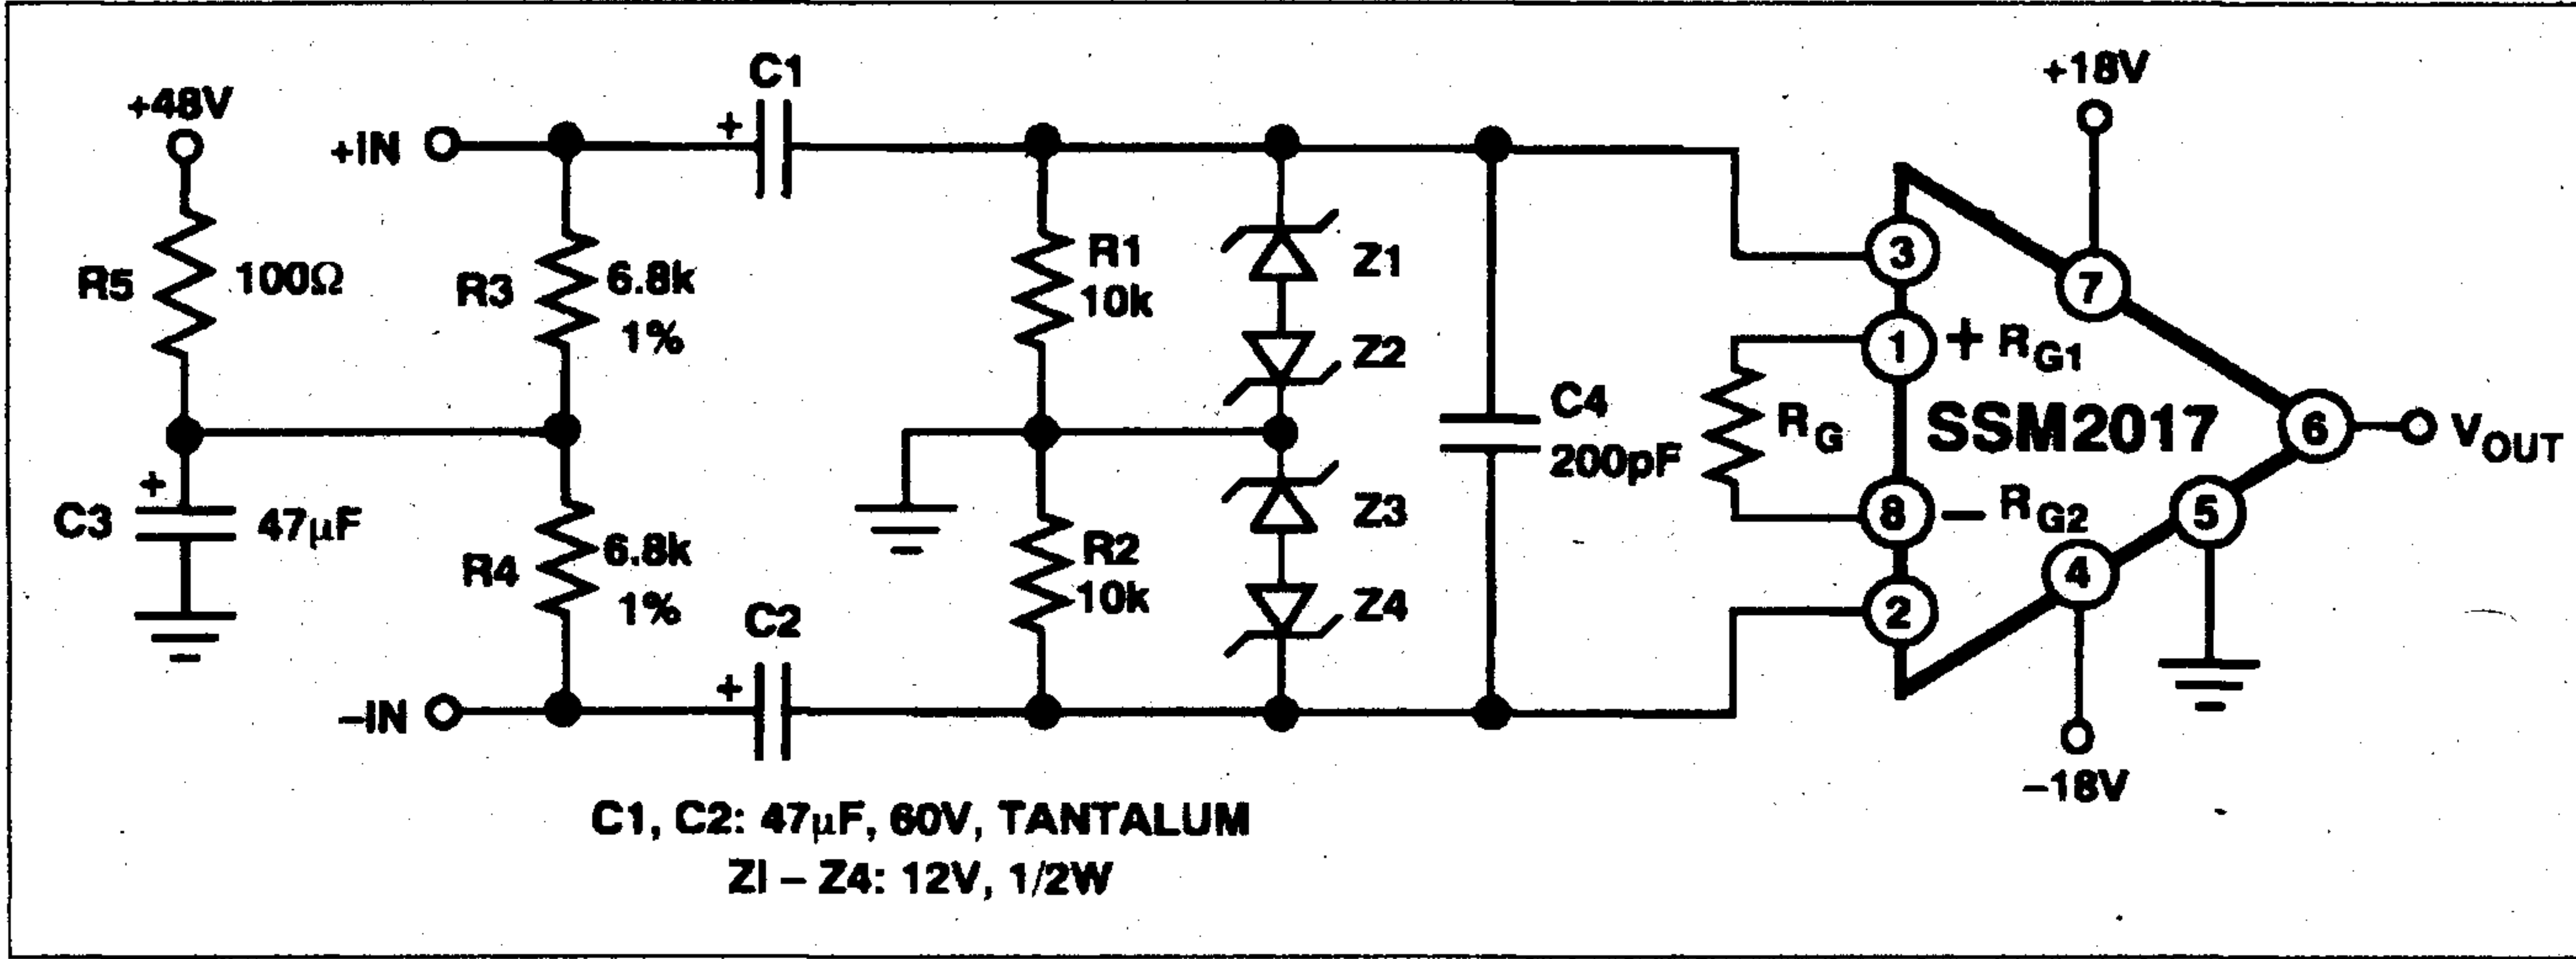 +48V
R5
100Ω
C3
+
47µF
+IN
–IN
R3
6.8k
1%
R4
6.8k
1%
C1
+
C2
+
R1
10k
R2
10k
Z1
Z2
Z3
Z4
C4
200pF
RG
3
1
+ RG1
SSM2017
8
– RG2
2
+18V
7
6
VOUT
5
4
–18V
C1, C2: 47µF, 60V, TANTALUM
ZI – Z4: 12V, 1/2W